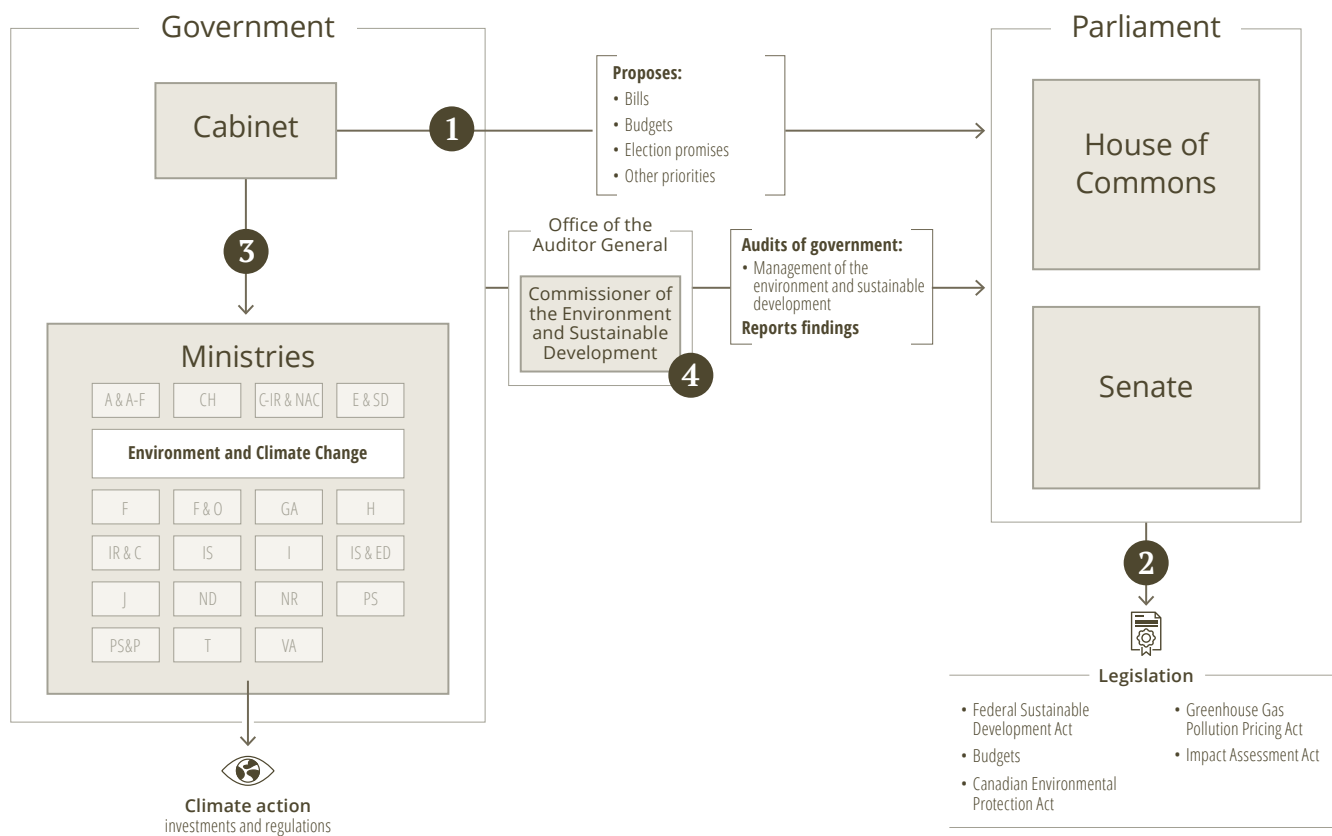 Government
Parliament
Cabinet
1
Proposes:
• Bills
• Budgets
• Election promises
• Other priorities
House of
Commons
3
Office of the
Auditor General
Commissioner of
the Environment
and Sustainable
Development
4
Audits of government:
• Management of the
environment and sustainable
development
Reports findings
Senate
Ministries
A & A-F
CH
C-IR & NAC
E & SD
Environment and Climate Change
F
F & O
GA
H
IR & C
IS
I
IS & ED
J
ND
NR
PS
PS&P
T
VA
Climate action
investments and regulations
2
Legislation
• Federal Sustainable
Development Act
• Budgets
• Canadian Environmental
Protection Act
• Greenhouse Gas
Pollution Pricing Act
• Impact Assessment Act